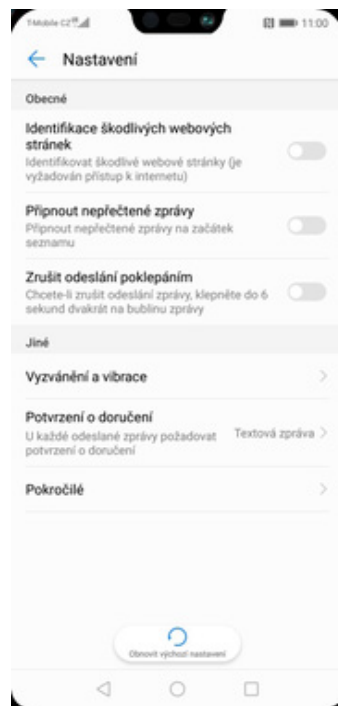 T-Mobile CZ
11:00
Nastavení
Obecné
Identifikace škodlivých webových
stránek
Identifikovat škodlivé webové stránky (je
vyžadován přístup k internetu)
Připnout nepřečtené zprávy
Připnout nepřečtené zprávy na začátek
seznamu
Zrušit odeslání poklepáním
Chcete-li zrušit odeslání zprávy, klepněte do 6
sekund dvakrát na bublinu zprávy
Jiné
Vyzvánění a vibrace
Potvrzení o doručení
U každé odeslané zprávy požadovat
potvrzení o doručení
Textová zpráva
Pokročilé
Obnovit výchozí nastavení